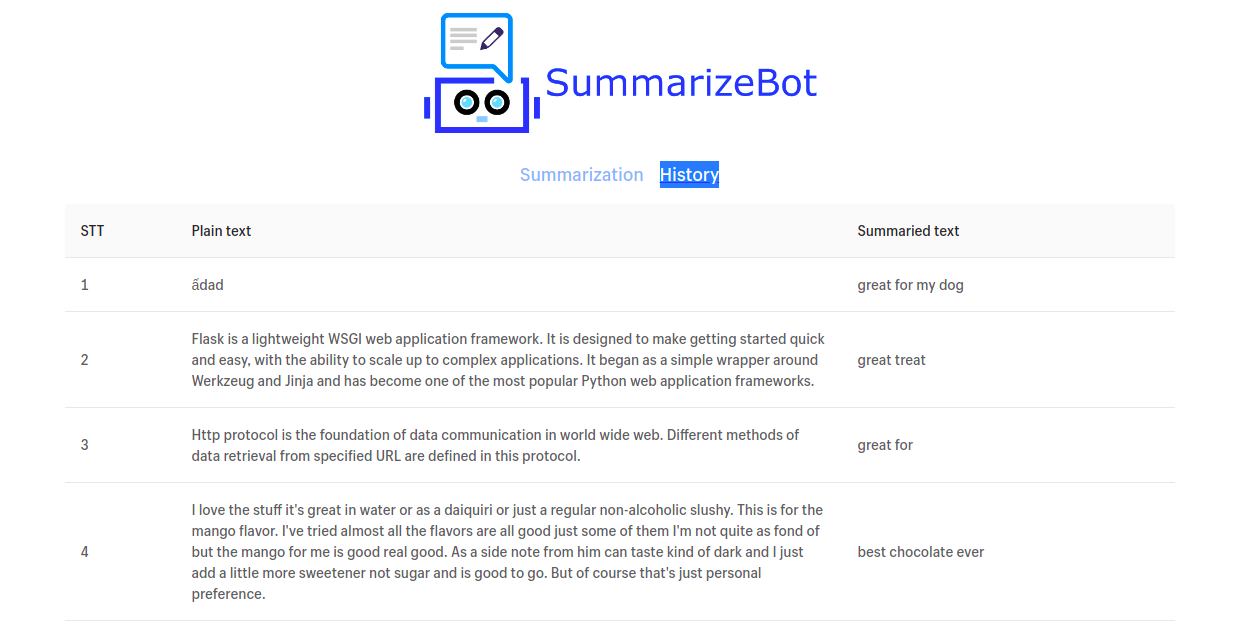 SummarizeBot
Summarization History
STT Plain text Summaried text
1 ấdad great for my dog
Flask is a lightweight WSGI web application framework. It is designed to make getting started quick
2 and easy, with the ability to scale up to complex applications. It began as a simple wrapper around great treat
Werkzeug and Jinja and has become one of the most popular Python web application frameworks.
Http protocol is the foundation of data communication in world wide web. Different methods of
3 data retrieval from specified URL are defined in this protocol. great for
I love the stuff it's great in water or as a daiquiri or just a regular non-alcoholic slushy. This is for the
mango flavor. I've tried almost all the flavors are all good just some of them I'm not quite as fond of
4 but the mango for me is good real good. As a side note from him can taste kind of dark and I just best chocolate ever
add a little more sweetener not sugar and is good to go. But of course that's just personal
preference.